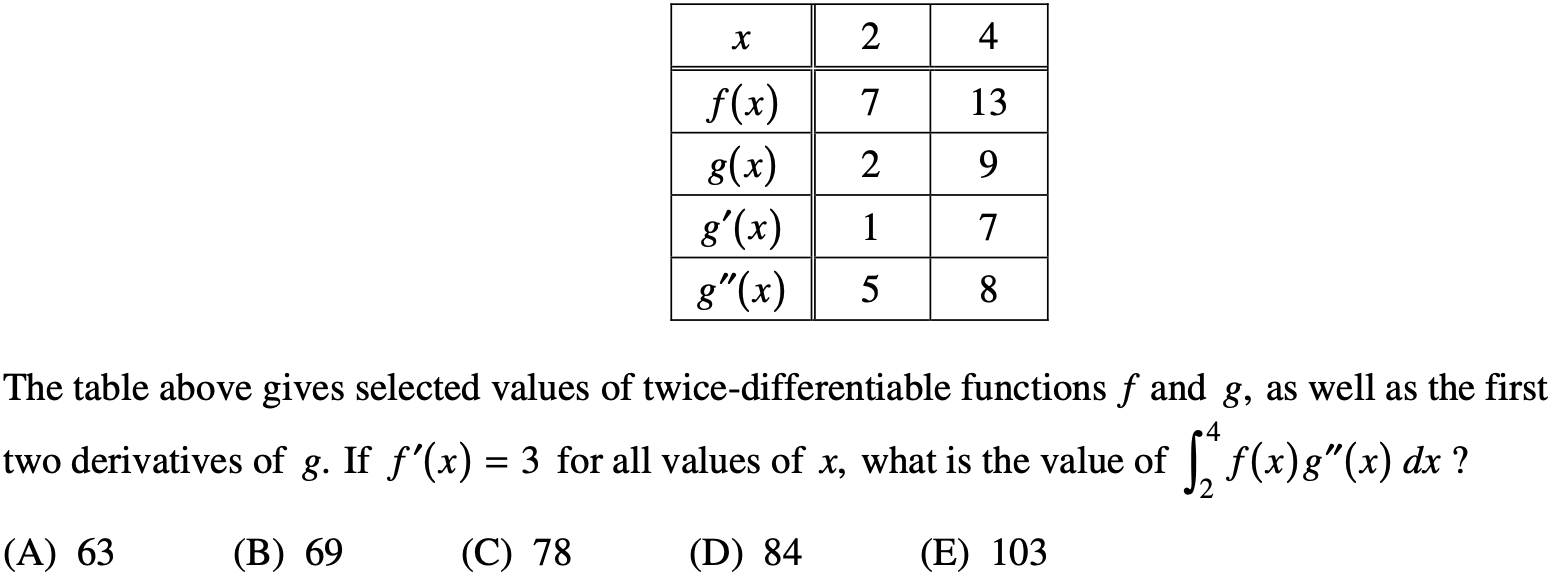 x 2 4
f(x) 7 13
g(x) 2 9
g′(x) 1 7
g″(x) 5 8
The table above gives selected values of twice-differentiable functions f and g, as well as the first
two derivatives of g. If f′(x) = 3 for all values of x, what is the value of ∫₂⁴ f(x)g″(x) dx ?
(A) 63 (B) 69 (C) 78 (D) 84 (E) 103